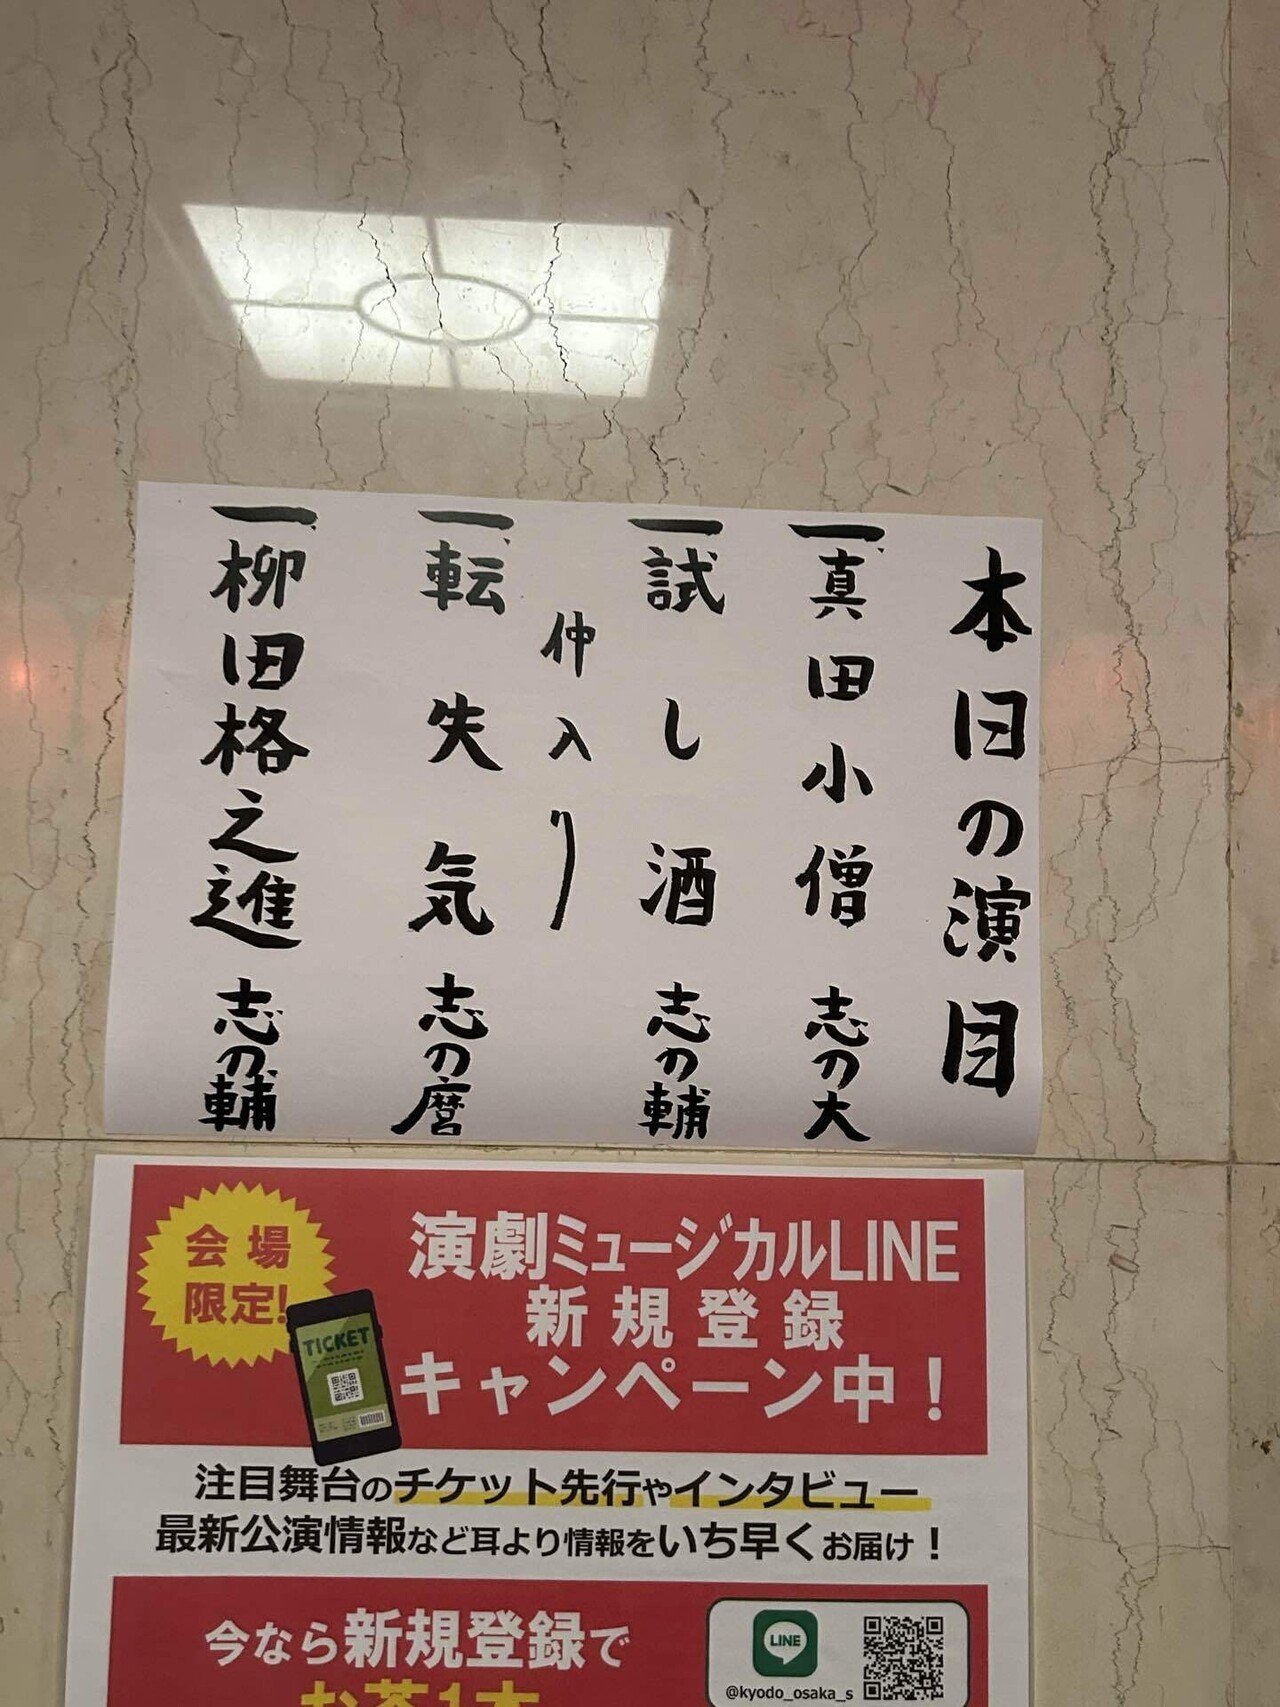 本日の演目
一、真田小僧 志の大
一、試し酒 志の輔
仲入り
一、転失気 志の麿
一、柳田格之進 志の輔
会場
限定!
TICKET
演劇ミュージカルLINE
新規登録
キャンペーン中!
注目舞台のチケット先行やインタビュー
最新公演情報など耳より情報をいち早くお届け!
今なら新規登録で
お茶1本
LINE
@kyodo_osaka_s